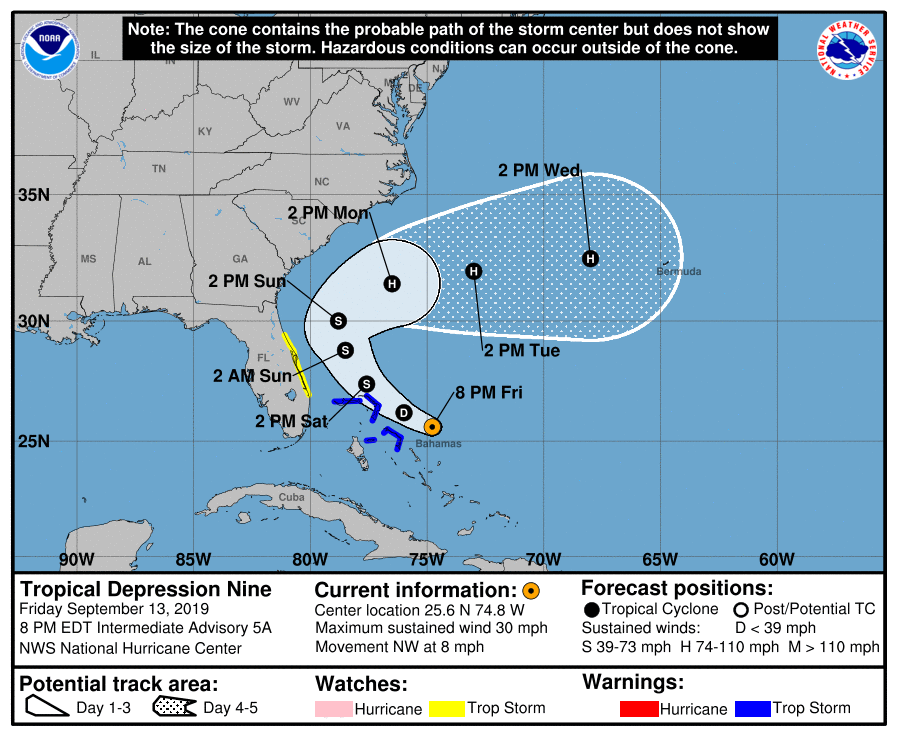 Note: The cone contains the probable path of the storm center but does not show
the size of the storm. Hazardous conditions can occur outside of the cone.
NOAA
NATIONAL WEATHER SERVICE
IL
IN
NJ
DE
WV
KY
VA
TN
NC
SC
MS
AL
GA
FL
35N
30N
25N
2 PM Wed
2 PM Mon
2 PM Sun
2 PM Tue
2 AM Sun
8 PM Fri
2 PM Sat
H
H
H
S
S
S
D
Bermuda
Bahamas
Cuba
90W
85W
80W
75W
70W
65W
60W
Tropical Depression Nine
Friday September 13, 2019
8 PM EDT Intermediate Advisory 5A
NWS National Hurricane Center
Current information:
Center location 25.6 N 74.8 W
Maximum sustained wind 30 mph
Movement NW at 8 mph
Forecast positions:
Tropical Cyclone Post/Potential TC
Sustained winds: D < 39 mph
S 39-73 mph H 74-110 mph M > 110 mph
Potential track area:
Day 1-3 Day 4-5
Watches:
Hurricane Trop Storm
Warnings:
Hurricane Trop Storm